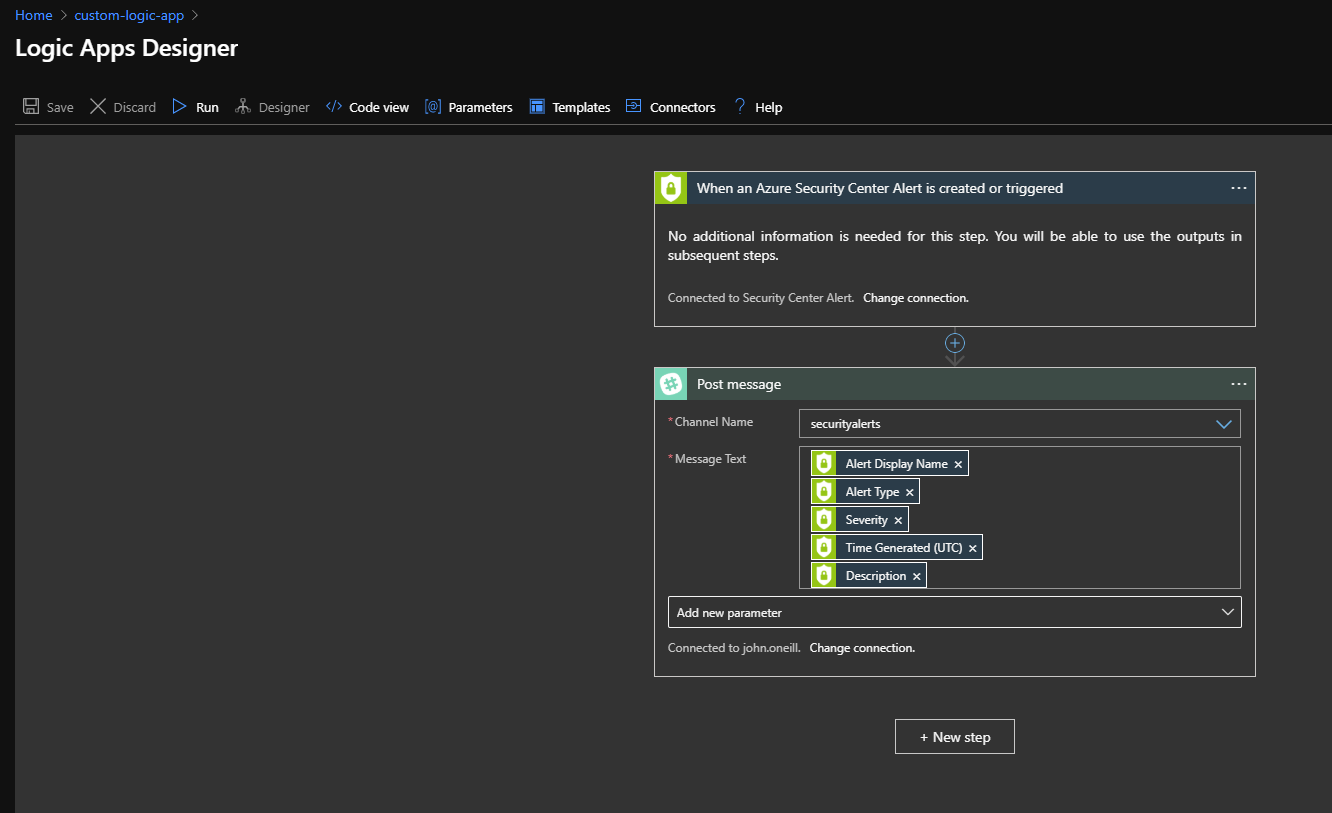 Home > custom-logic-app >
Logic Apps Designer
Save Discard Run Designer </> Code view [@] Parameters Templates Connectors ? Help
When an Azure Security Center Alert is created or triggered ...
No additional information is needed for this step. You will be able to use the outputs in
subsequent steps.
Connected to Security Center Alert. Change connection.
Post message ...
*Channel Name securityalerts
*Message Text
Alert Display Name ×
Alert Type ×
Severity ×
Time Generated (UTC) ×
Description ×
Add new parameter
Connected to john.oneill. Change connection.
+ New step